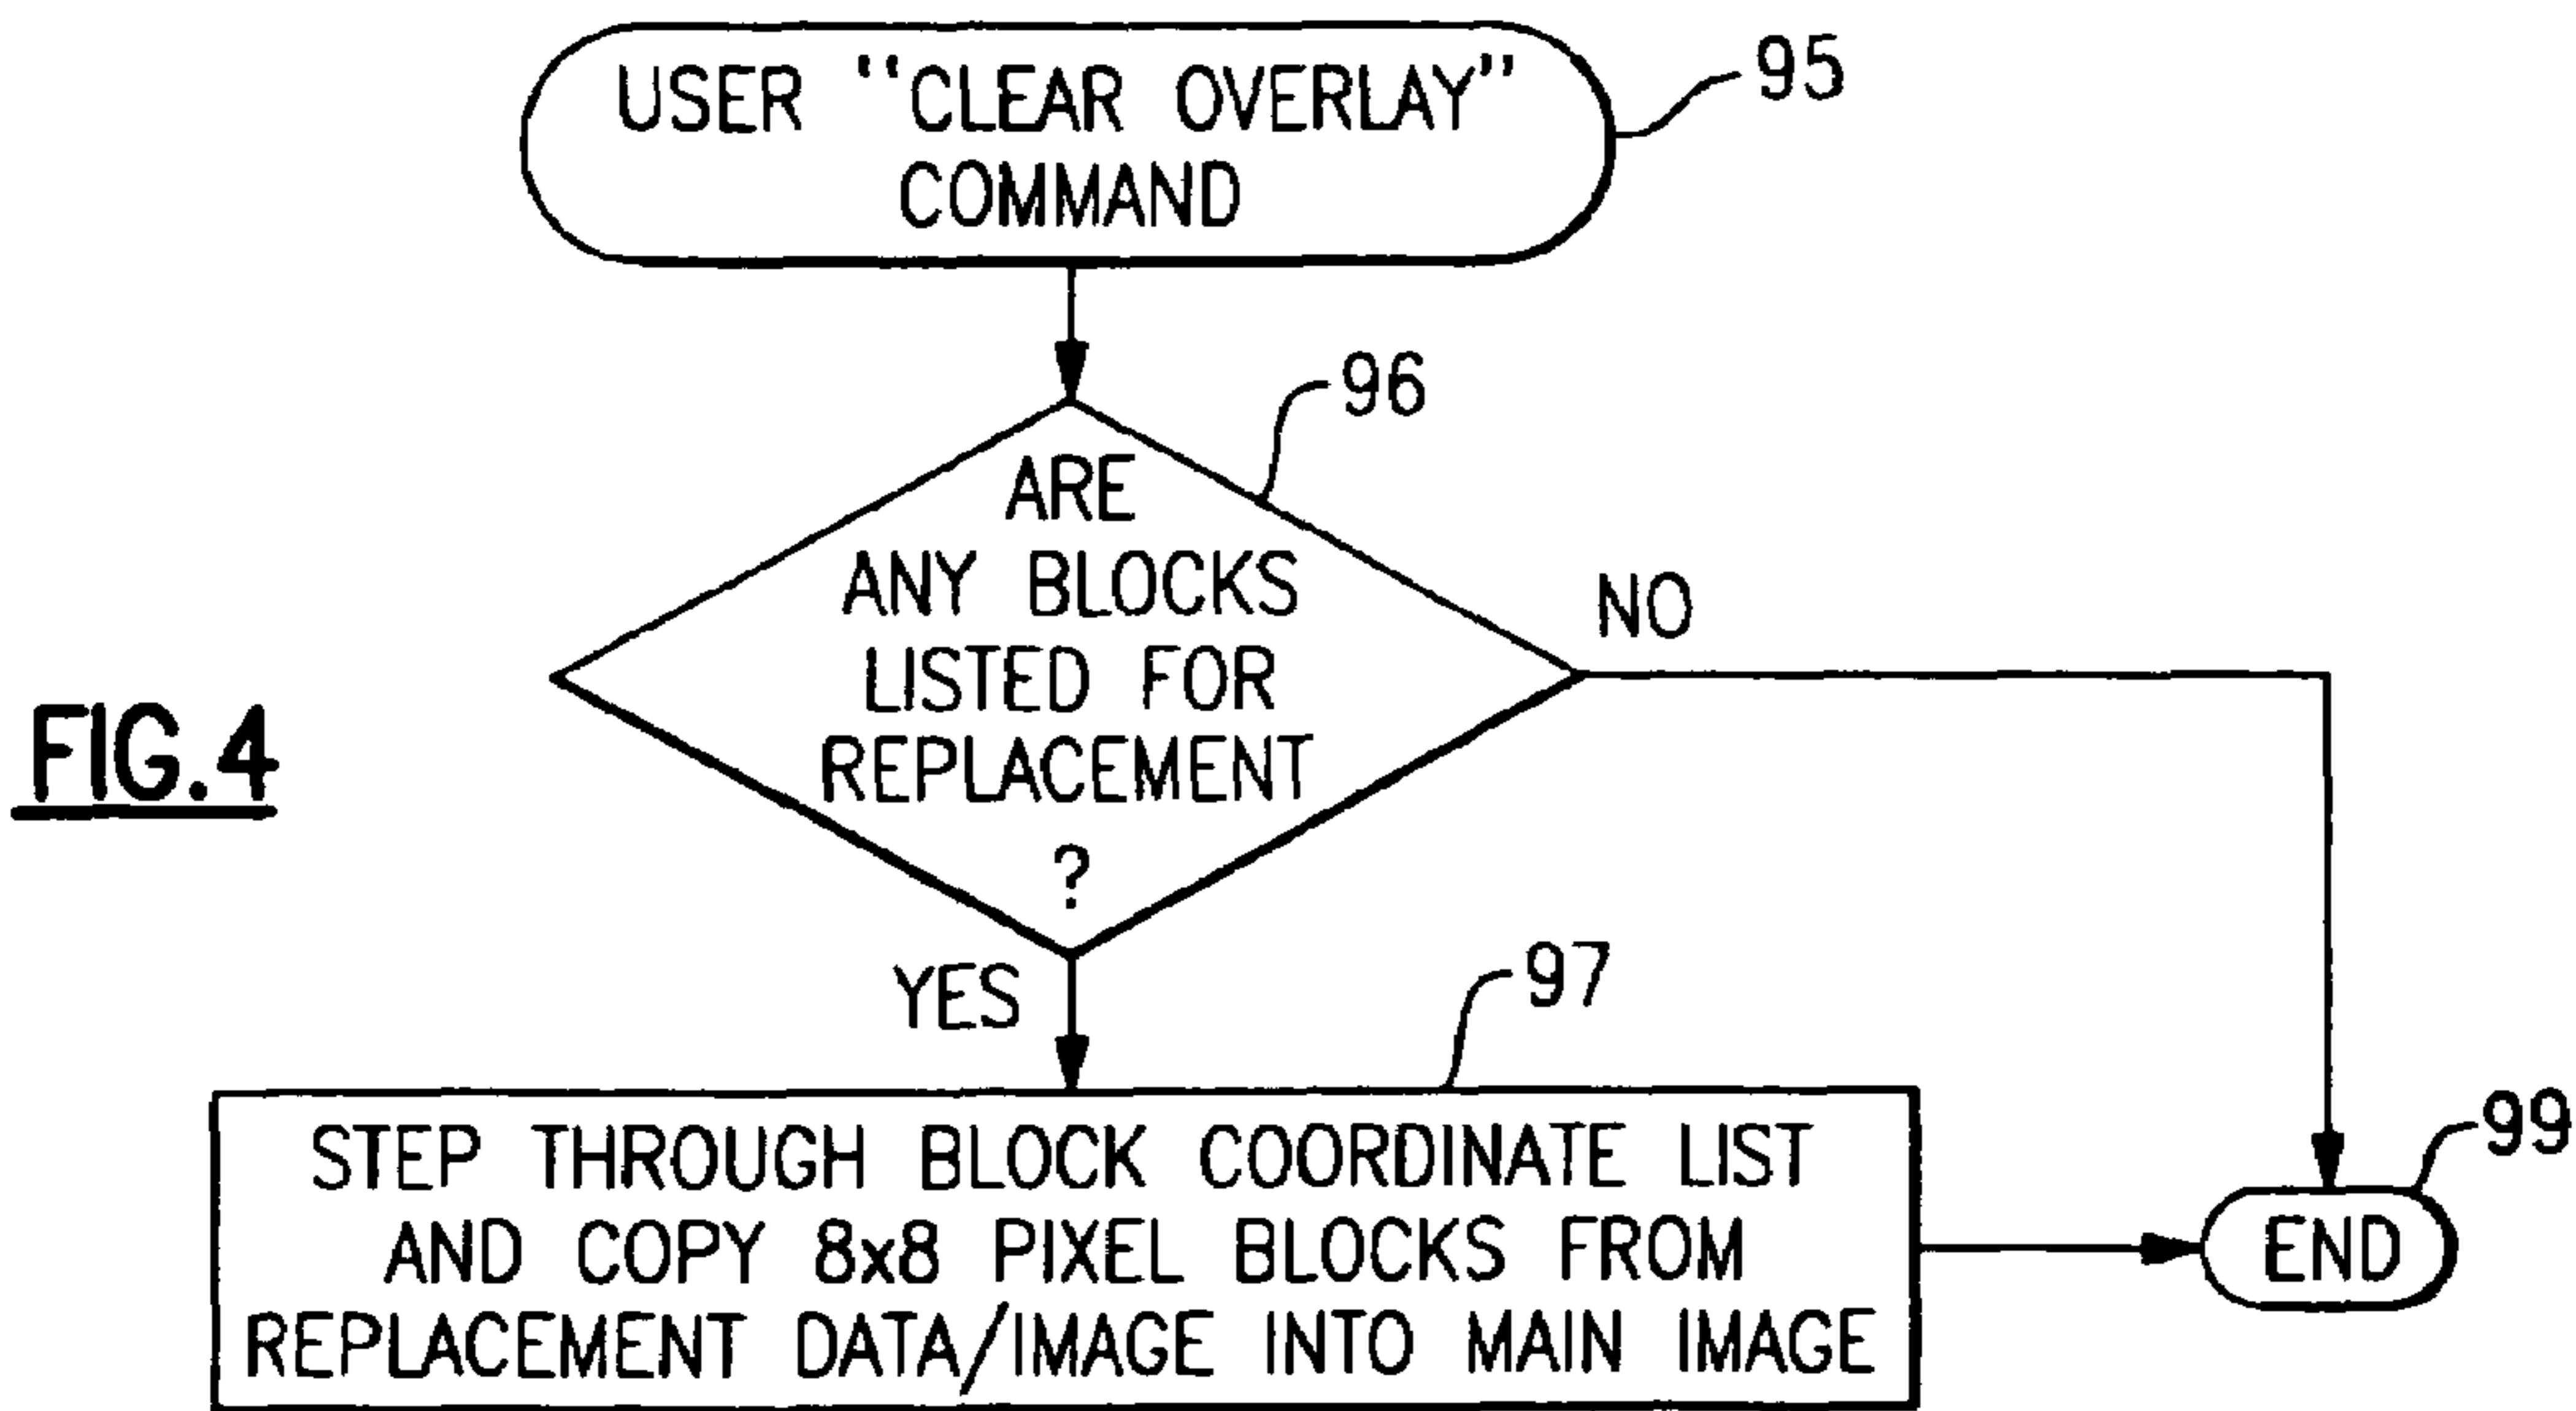 USER "CLEAR OVERLAY"
COMMAND
95
96
ARE
ANY BLOCKS
LISTED FOR
REPLACEMENT
?
NO
YES
FIG.4
97
STEP THROUGH BLOCK COORDINATE LIST
AND COPY 8x8 PIXEL BLOCKS FROM
REPLACEMENT DATA/IMAGE INTO MAIN IMAGE
99
END